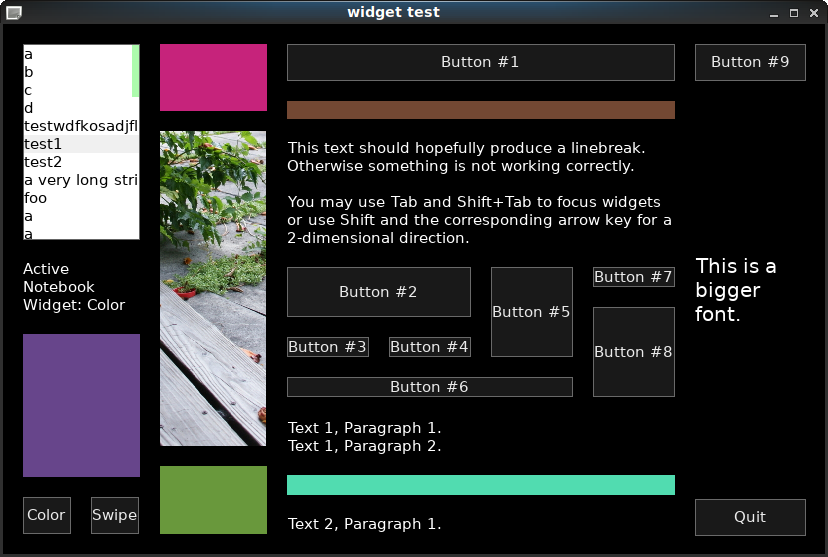 widget test
a
b
c
d
testwdfkosadjfl
test1
test2
a very long stri
foo
a
a
Active
Notebook
Widget: Color
Color
Swipe
Button #1
This text should hopefully produce a linebreak.
Otherwise something is not working correctly.
You may use Tab and Shift+Tab to focus widgets
or use Shift and the corresponding arrow key for a
2-dimensional direction.
Button #2
Button #3
Button #4
Button #5
Button #6
Button #7
Button #8
Text 1, Paragraph 1.
Text 1, Paragraph 2.
Text 2, Paragraph 1.
Button #9
This is a
bigger
font.
Quit